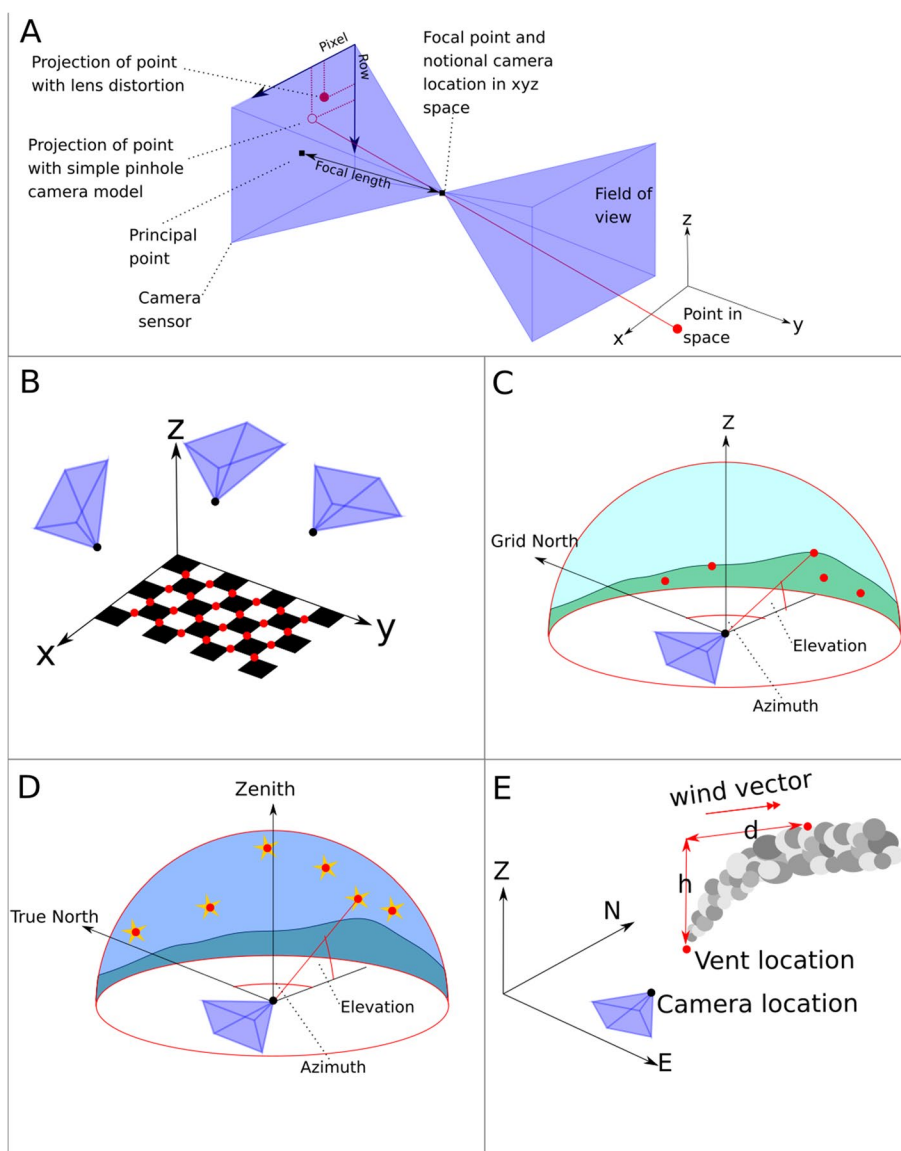 A
Pixel
Row
Projection of point
with lens distortion
Focal point and
notional camera
location in xyz
space
Projection of point
with simple pinhole
camera model
Focal length
Field of
view
Principal
point
Camera
sensor
z
x
y
Point in
space
B
z
x
y
C
Z
Grid North
Elevation
Azimuth
D
Zenith
True North
Elevation
Azimuth
E
wind vector
d
h
Z
N
Vent location
Camera location
E